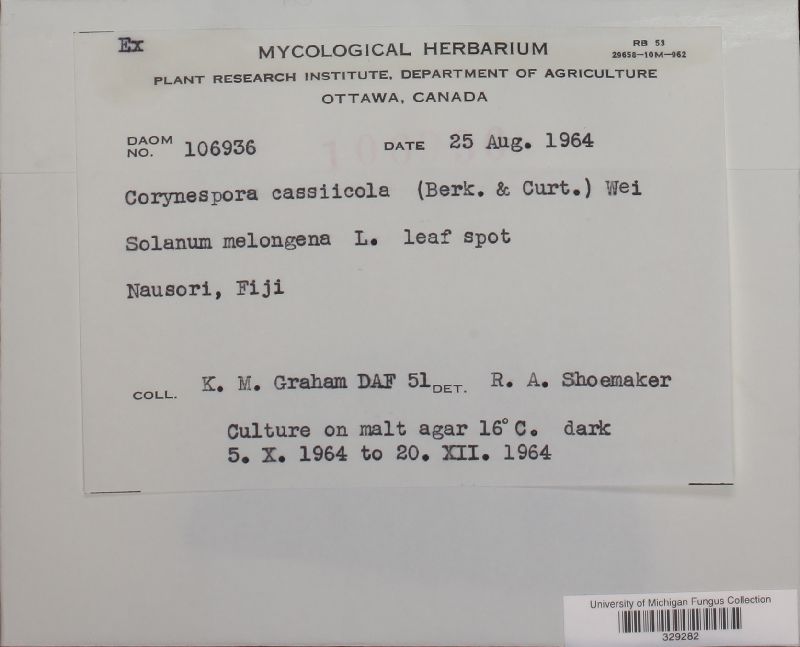 Ex
MYCOLOGICAL HERBARIUM
RB 53
29658-10M-962
PLANT RESEARCH INSTITUTE, DEPARTMENT OF AGRICULTURE
OTTAWA, CANADA
DAOM NO. 106936 DATE 25 Aug. 1964
Corynespora cassiicola (Berk. & Curt.) Wei
Solanum melongena L. leaf spot
Nausori, Fiji
COLL. K. M. Graham DAF 51 DET. R. A. Shoemaker
Culture on malt agar 16° C. dark
5. X. 1964 to 20. XII. 1964
University of Michigan Fungus Collection
329282